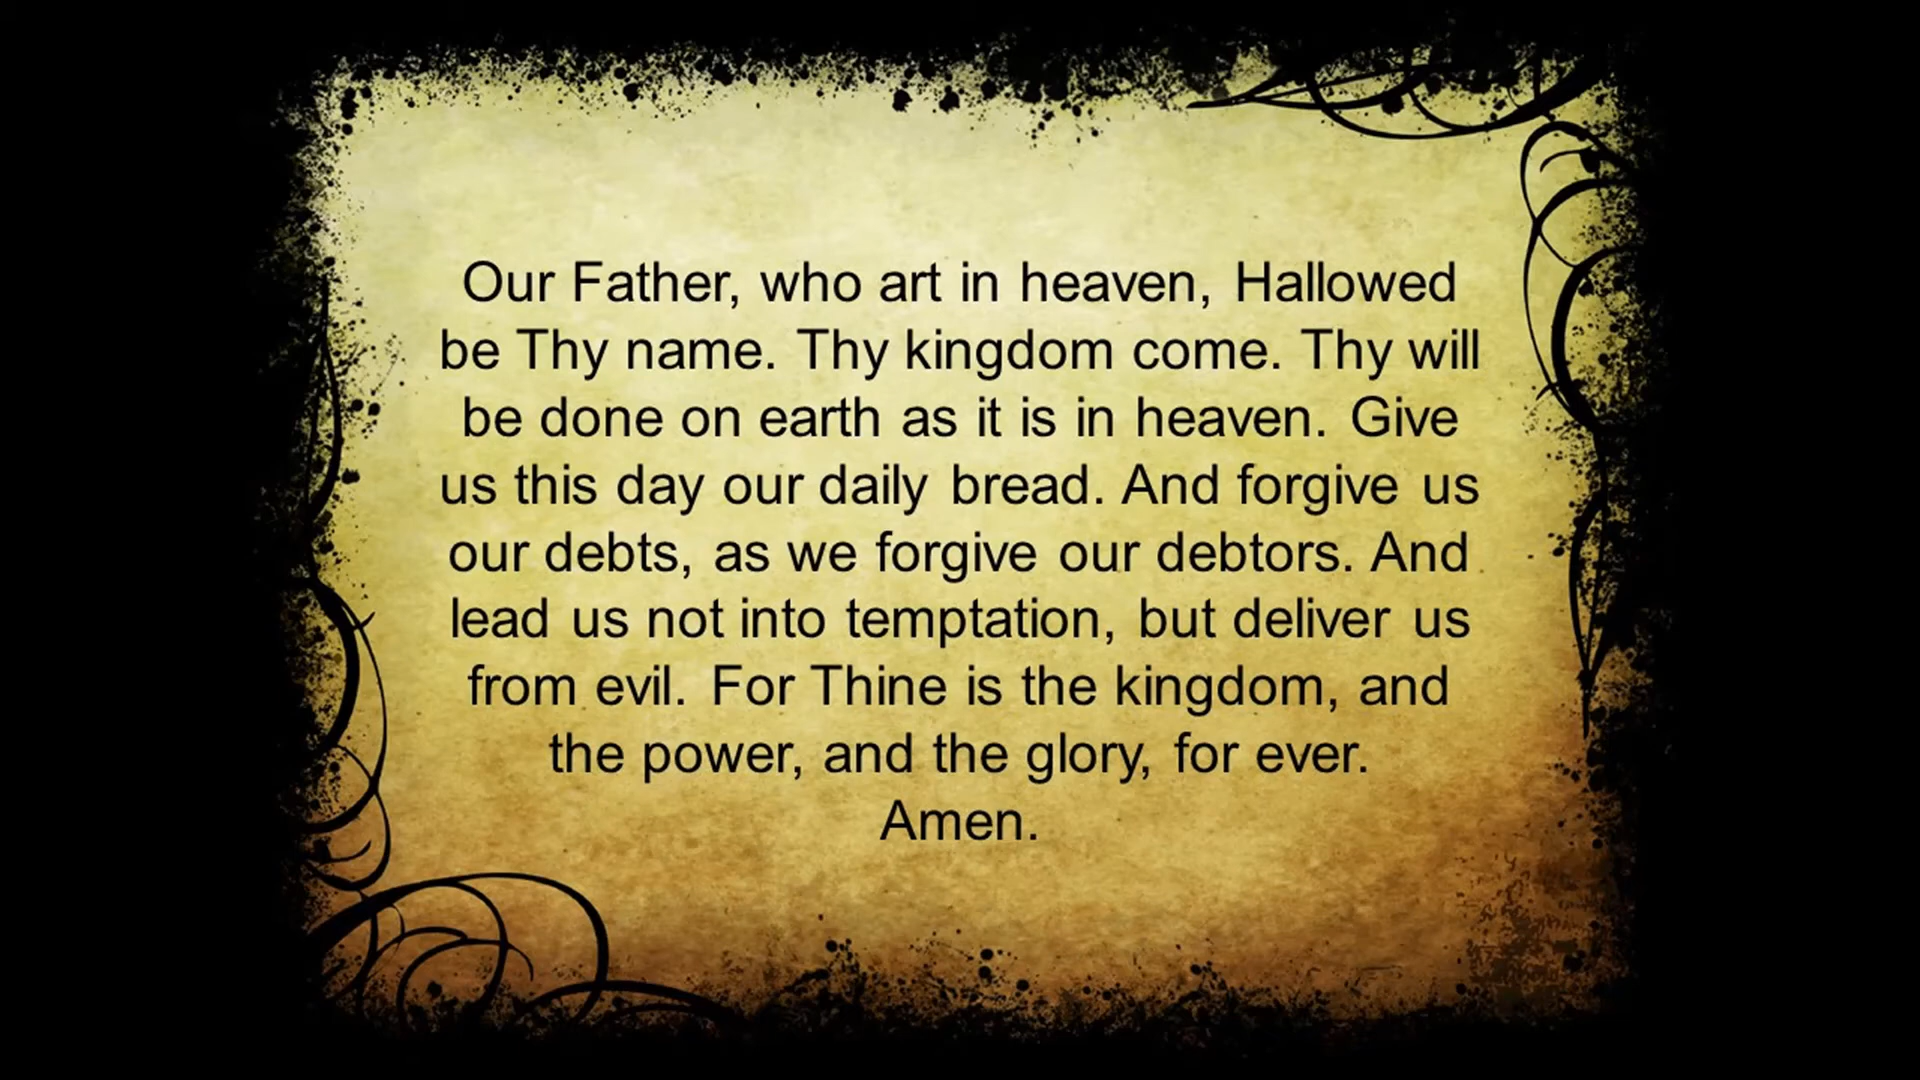 Our Father, who art in heaven, Hallowed
be Thy name. Thy kingdom come. Thy will
be done on earth as it is in heaven. Give
us this day our daily bread. And forgive us
our debts, as we forgive our debtors. And
lead us not into temptation, but deliver us
from evil. For Thine is the kingdom, and
the power, and the glory, for ever.
Amen.